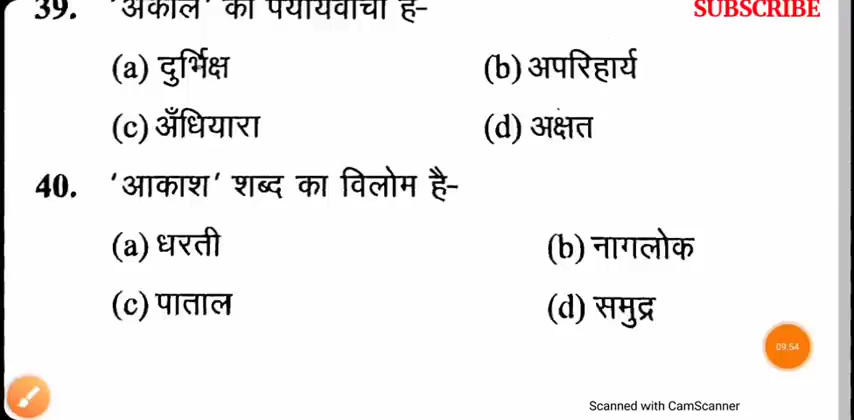 39. 'अकाल' का पर्यायवाची है- SUBSCRIBE
(a) दुर्भिक्ष (b) अपरिहार्य
(c) अँधियारा (d) अक्षत
40. 'आकाश' शब्द का विलोम है-
(a) धरती (b) नागलोक
(c) पाताल (d) समुद्र
09:54
Scanned with CamScanner